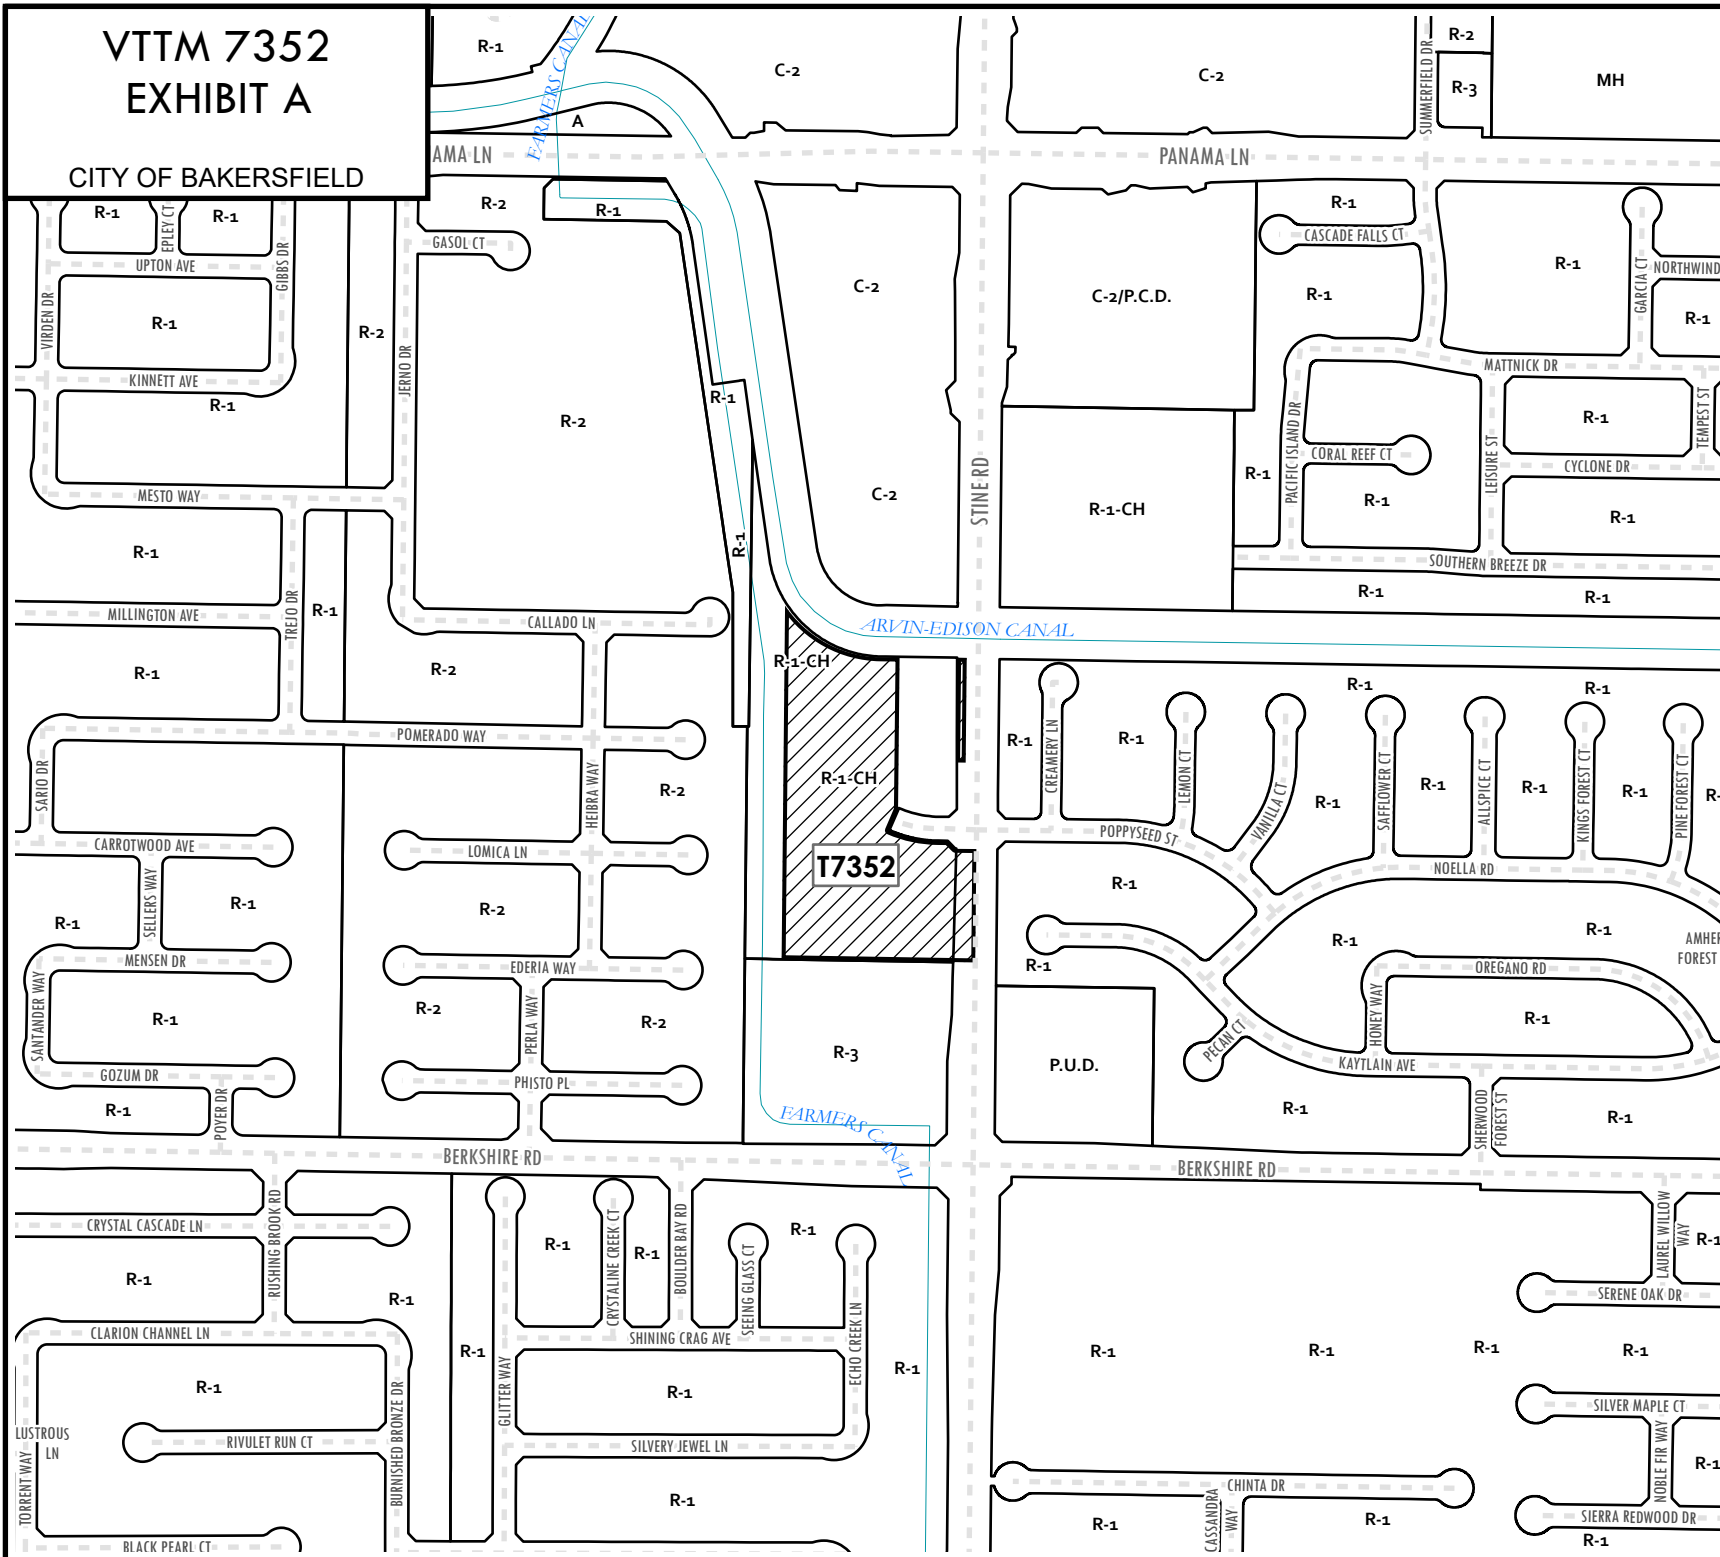 VTTM 7352
EXHIBIT A
CITY OF BAKERSFIELD
R-1
FARMERS CANAL
C-2
C-2
SUMMERFIELD DR
R-2
R-3
MH
A
AMA LN
PANAMA LN
R-1
EPLEY CT
R-1
GIBBS DR
UPTON AVE
VIRDEN DR
R-1
KINNETT AVE
R-1
R-2
JERNO DR
R-2
GASOL CT
R-1
R-2
R-1
R-1
C-2
C-2
STINE RD
C-2/P.C.D.
R-1-CH
R-1
CASCADE FALLS CT
R-1
R-1
GARCIA CT
NORTHWIND
R-1
MATTNICK DR
PACIFIC ISLAND DR
CORAL REEF CT
R-1
R-1
LEISURE ST
R-1
TEMPEST ST
CYCLONE DR
R-1
SOUTHERN BREEZE DR
R-1
R-1
MESTO WAY
R-1
TREJO DR
R-1
MILLINGTON AVE
R-1
CALLADO LN
R-2
ARVIN-EDISON CANAL
R-1-CH
R-1-CH
T7352
POMERADO WAY
SARIO DR
HEIBRA WAY
R-2
CARROTWOOD AVE
LOMICA LN
SELLERS WAY
R-1
R-1
R-2
MENSEN DR
EDERIA WAY
SANTANDER WAY
R-1
R-2
PERLA WAY
R-2
GOZUM DR
PHISTO PL
R-1
POYER DR
R-1
R-1
R-1
CREAMERY LN
R-1
LEMON CT
VANILLA CT
R-1
SAFFLOWER CT
R-1
ALLSPICE CT
R-1
KINGS FOREST CT
R-1
PINE FOREST CT
R-
POPPYSEED ST
NOELLA RD
R-1
R-1
R-1
R-1
AMHER
FOREST
OREGANO RD
HONEY WAY
R-1
PECAN CT
KAYTLAIN AVE
R-3
P.U.D.
R-1
SHERWOOD
FOREST ST
R-1
FARMERS CANAL
BERKSHIRE RD
BERKSHIRE RD
CRYSTAL CASCADE LN
RUSHING BROOK RD
R-1
R-1
CLARION CHANNEL LN
R-1
LUSTROUS
LN
TORRENT WAY
RIVULET RUN CT
BURNISHED BRONZE DR
BLACK PEARL CT
R-1
GLITTER WAY
R-1
CRYSTALINE CREEK CT
R-1
BOULDER BAY RD
SEEING GLASS CT
R-1
ECHO CREEK LN
SHINING CRAG AVE
R-1
R-1
SILVERY JEWEL LN
R-1
LAUREL WILLOW
WAY
R-1
SERENE OAK DR
R-1
R-1
R-1
R-1
SILVER MAPLE CT
NOBLE FIR WAY
R-1
CHINTA DR
CASSANDRA
WAY
R-1
R-1
SIERRA REDWOOD DR
R-1